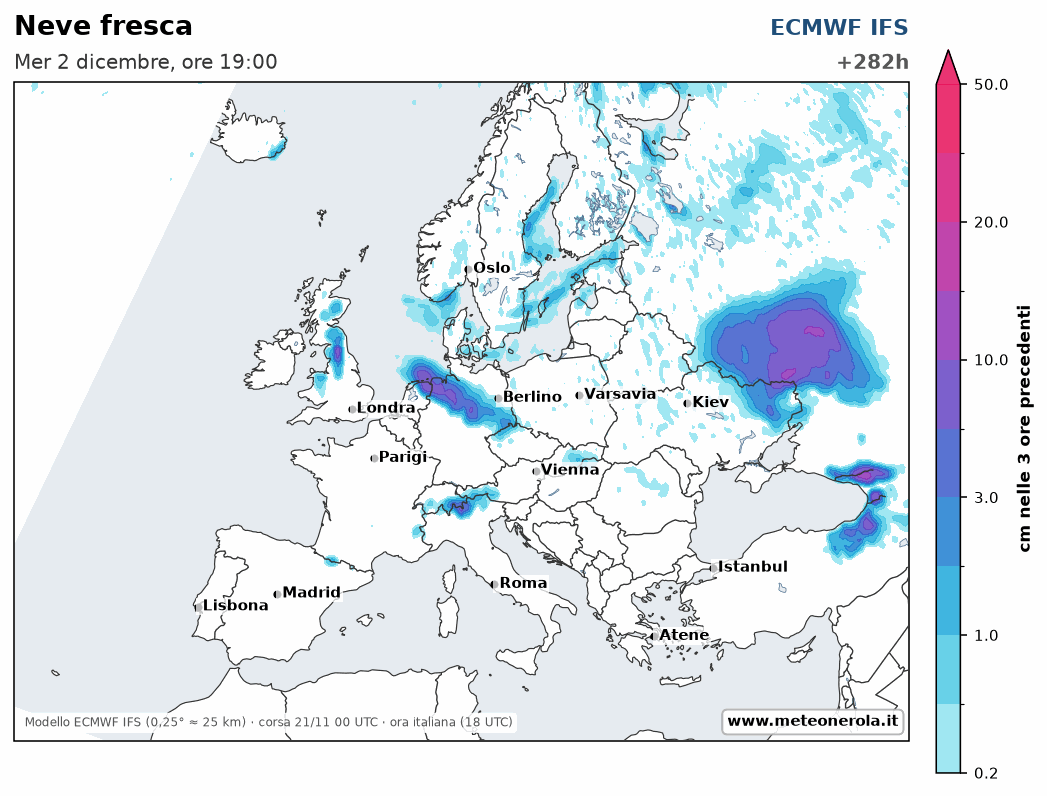 Neve fresca
ECMWF IFS
Mer 2 dicembre, ore 19:00
+282h
50.0
20.0
10.0
3.0
1.0
0.2
cm nelle 3 ore precedenti
Oslo
Londra
Berlino
Varsavia
Kiev
Parigi
Vienna
Istanbul
Roma
Madrid
Lisbona
Atene
Modello ECMWF IFS (0,25° ≈ 25 km) · corsa 21/11 00 UTC · ora italiana (18 UTC)
www.meteonerola.it